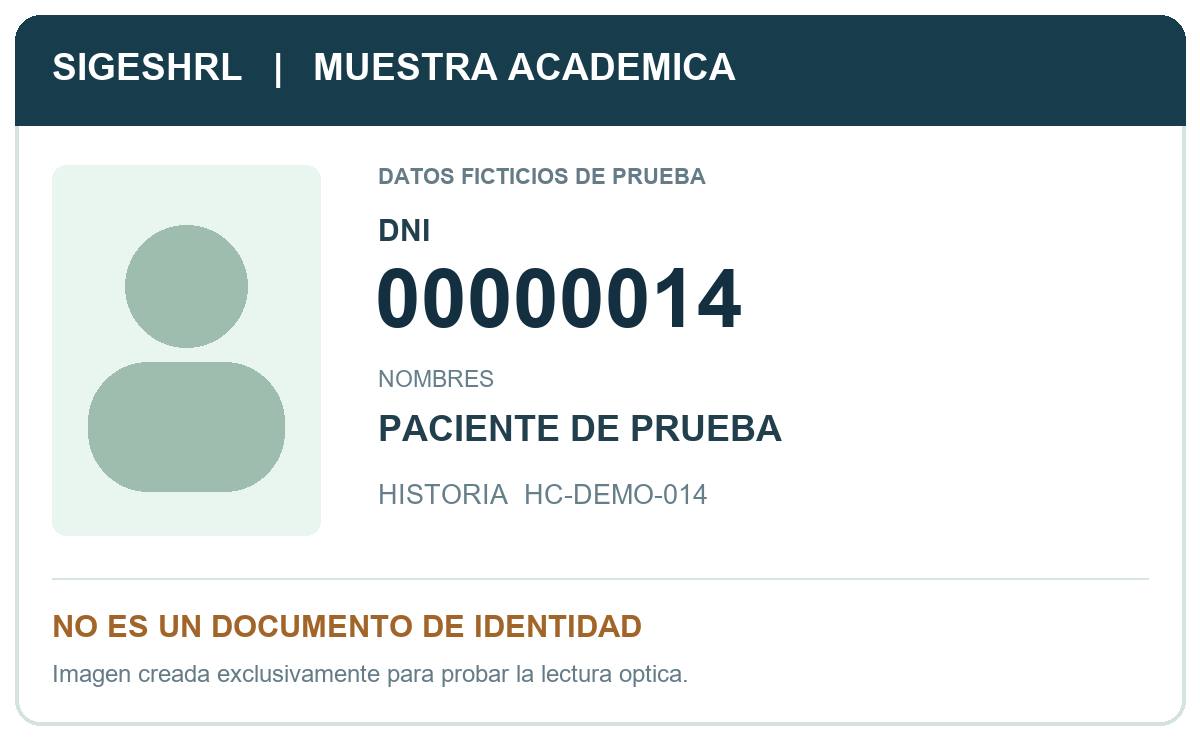 SIGESHRL | MUESTRA ACADEMICA
DATOS FICTICIOS DE PRUEBA
DNI
00000014
NOMBRES
PACIENTE DE PRUEBA
HISTORIA HC-DEMO-014
NO ES UN DOCUMENTO DE IDENTIDAD
Imagen creada exclusivamente para probar la lectura optica.